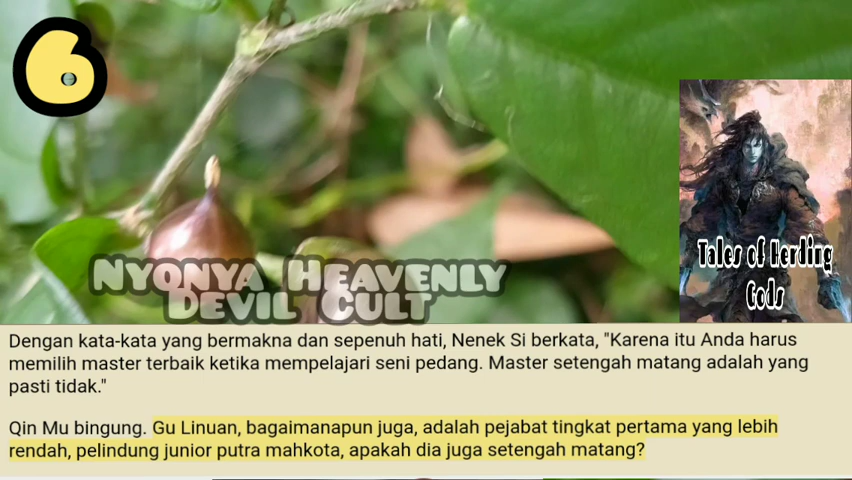 6
Tales of Herding
Gods
Nyonya Heavenly
Devil Cult
Dengan kata-kata yang bermakna dan sepenuh hati, Nenek Si berkata, "Karena itu Anda harus
memilih master terbaik ketika mempelajari seni pedang. Master setengah matang adalah yang
pasti tidak."
Qin Mu bingung. Gu Linuan, bagaimanapun juga, adalah pejabat tingkat pertama yang lebih
rendah, pelindung junior putra mahkota, apakah dia juga setengah matang?